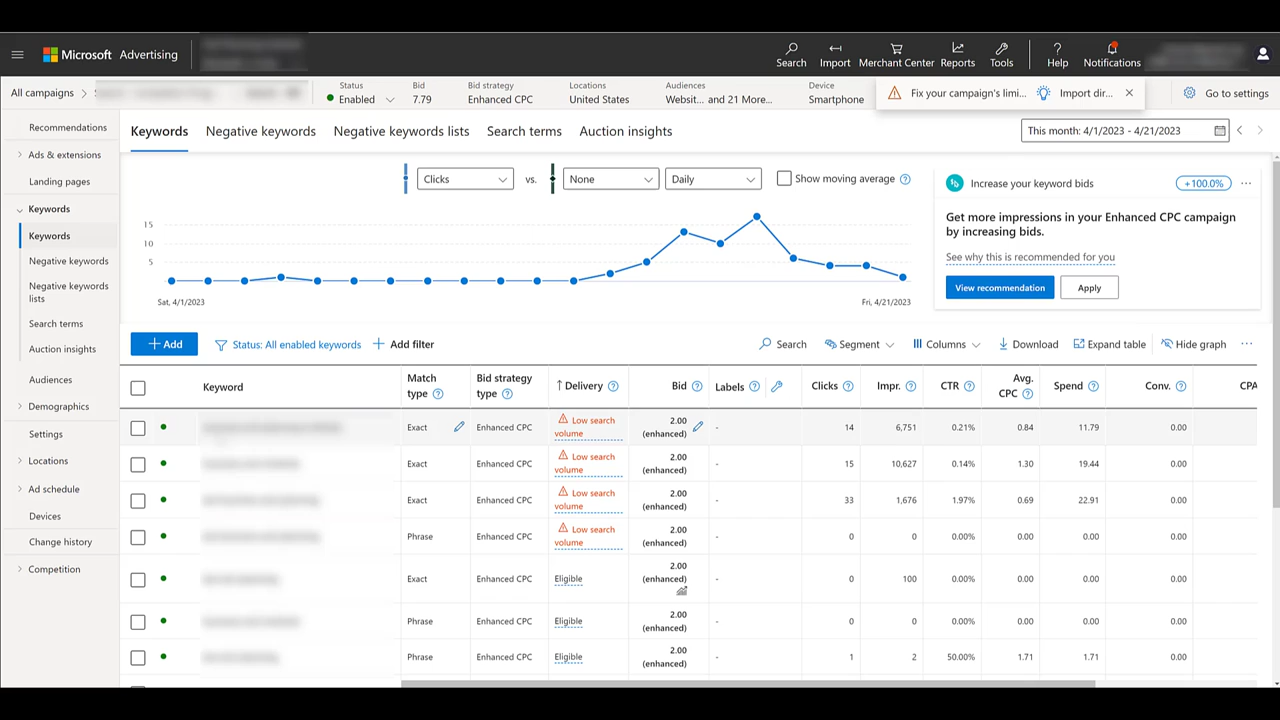 Microsoft Advertising
Search
Import
Merchant Center
Reports
Tools
Help
Notifications
All campaigns
Status
Enabled
Bid
7.79
Bid strategy
Enhanced CPC
Locations
United States
Audiences
Websit... and 21 More...
Device
Smartphone
Fix your campaign's limi...
Import dir...
Go to settings
Recommendations
Ads & extensions
Landing pages
Keywords
Keywords
Negative keywords
Negative keywords
lists
Search terms
Auction insights
Audiences
Demographics
Settings
Locations
Ad schedule
Devices
Change history
Competition
Keywords Negative keywords Negative keywords lists Search terms Auction insights
This month: 4/1/2023 - 4/21/2023
Clicks vs. None Daily Show moving average
15
10
5
Sat, 4/1/2023 Fri, 4/21/2023
Increase your keyword bids +100.0%
Get more impressions in your Enhanced CPC campaign
by increasing bids.
See why this is recommended for you
View recommendation Apply
+ Add Status: All enabled keywords + Add filter Search Segment Columns Download Expand table Hide graph
Keyword
Match
type
Bid strategy
type
Delivery
Bid
Labels
Clicks
Impr.
CTR
Avg.
CPC
Spend
Conv.
CPA
Exact Enhanced CPC Low search
volume 2.00
(enhanced) - 14 6,751 0.21% 0.84 11.79 0.00
Exact Enhanced CPC Low search
volume 2.00
(enhanced) - 15 10,627 0.14% 1.30 19.44 0.00
Exact Enhanced CPC Low search
volume 2.00
(enhanced) - 33 1,676 1.97% 0.69 22.91 0.00
Phrase Enhanced CPC Low search
volume 2.00
(enhanced) - 0 0 0.00% 0.00 0.00 0.00
Exact Enhanced CPC Eligible 2.00
(enhanced) - 0 100 0.00% 0.00 0.00 0.00
Phrase Enhanced CPC Eligible 2.00
(enhanced) - 0 0 0.00% 0.00 0.00 0.00
Phrase Enhanced CPC Eligible 2.00
(enhanced) - 1 2 50.00% 1.71 1.71 0.00